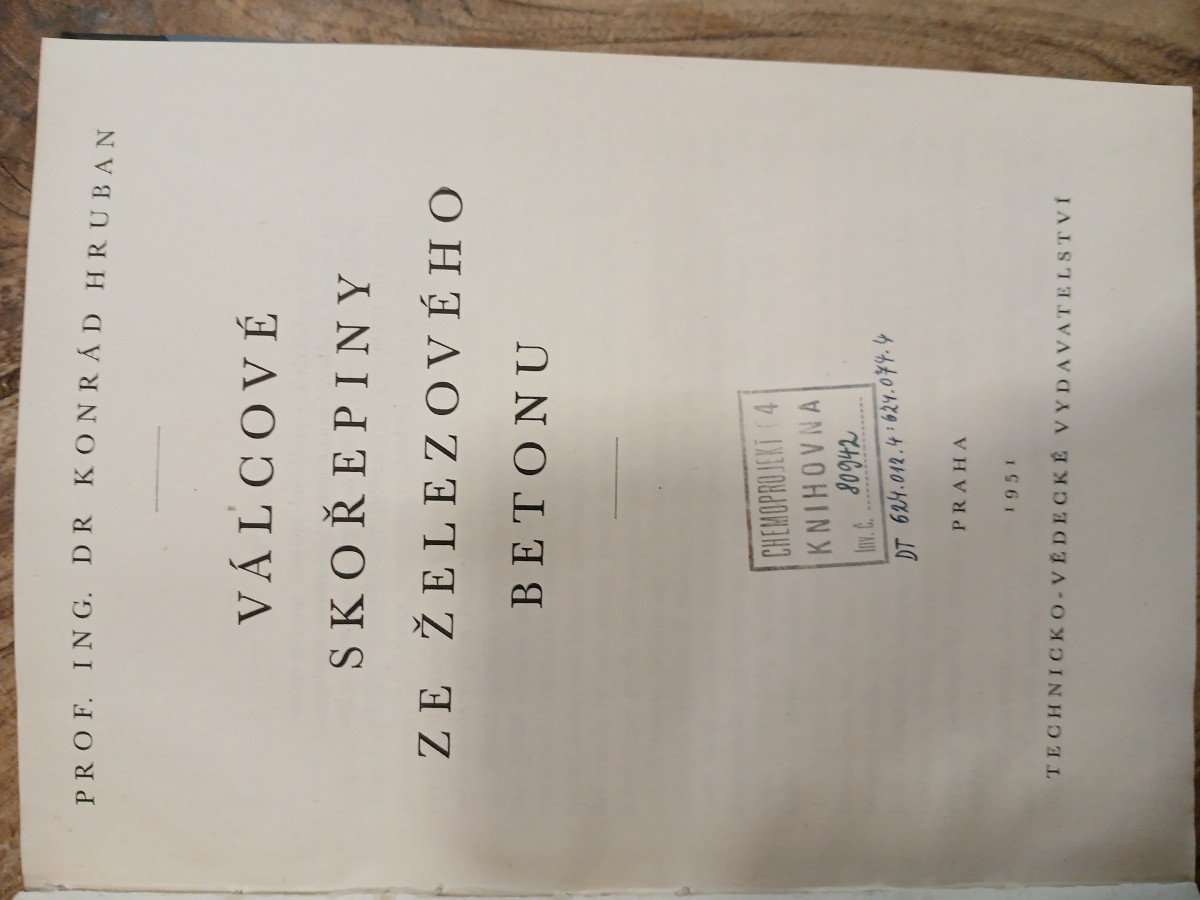 PROF. ING. DR KONRÁD HRUBAN
VÁLCOVÉ
SKOŘEPINY
ZE ŽELEZOVÉHO
BETONU
CHEMOPROJEKT
KNIHOVNA
Inv. č. 80942
DT 624.012.4:624.074.4
PRAHA
1951
TECHNICKO-VĚDECKÉ VYDAVATELSTVÍ